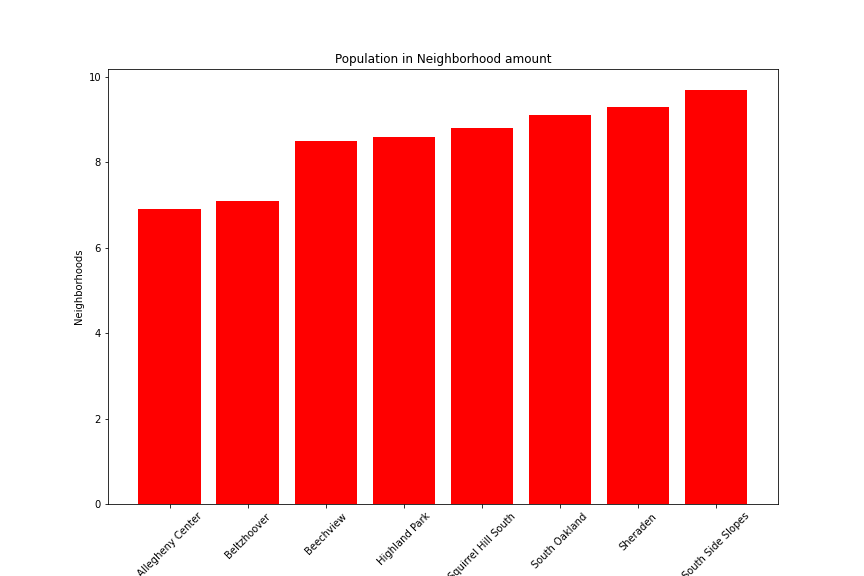 Population in Neighborhood amount
10
8
6
4
2
0
Neighborhoods
Allegheny Center
Beltzhoover
Beechview
Highland Park
Squirrel Hill South
South Oakland
Sheraden
South Side Slopes